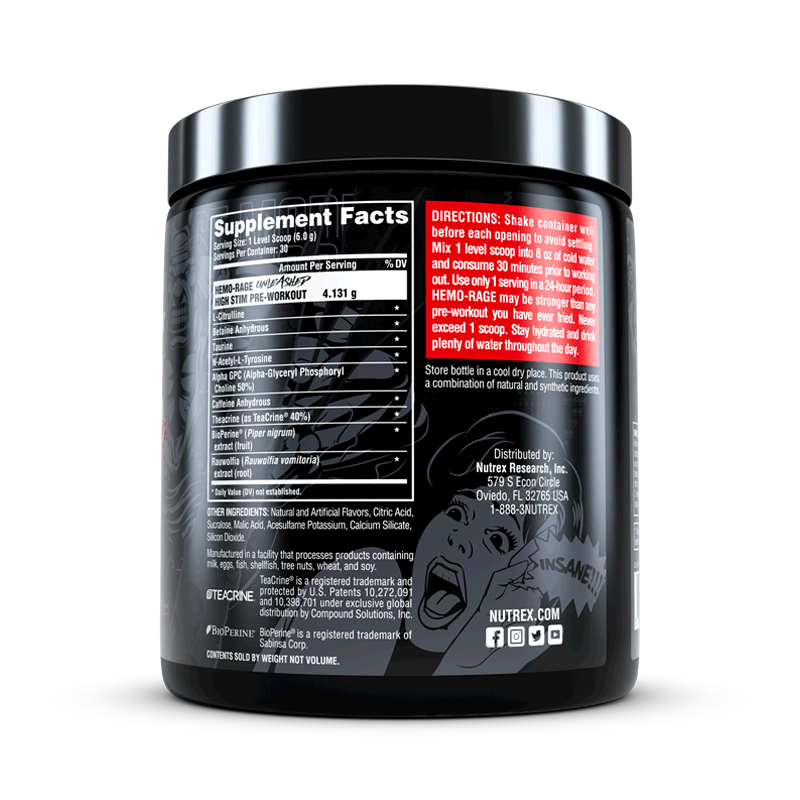 Supplement Facts
Serving Size: 1 Level Scoop (6.0 g)
Servings Per Container: 30
Amount Per Serving % DV
HEMO-RAGE UNLEASHED
HIGH STIM PRE-WORKOUT 4.131 g
L-Citrulline *
Betaine Anhydrous *
Taurine *
N-Acetyl-L-Tyrosine *
Alpha GPC (Alpha-Glyceryl Phosphoryl *
Choline 50%)
Caffeine Anhydrous *
Theacrine (as TeaCrine® 40%) *
BioPerine® (Piper nigrum) *
extract (fruit)
Rauwolfia (Rauwolfia vomitoria) *
extract (root)
* Daily Value (DV) not established.
OTHER INGREDIENTS: Natural and Artificial Flavors, Citric Acid,
Sucralose, Malic Acid, Acesulfame Potassium, Calcium Silicate,
Silicon Dioxide.
Manufactured in a facility that processes products containing
milk, eggs, fish, shellfish, tree nuts, wheat, and soy.
TEACRINE
TeaCrine® is a registered trademark and
protected by U.S. Patents 10,272,091
and 10,398,701 under exclusive global
distribution by Compound Solutions, Inc.
BIOPERINE®
BioPerine® is a registered trademark of
Sabinsa Corp.
CONTENTS SOLD BY WEIGHT NOT VOLUME.
DIRECTIONS: Shake container well
before each opening to avoid settling.
Mix 1 level scoop into 8 oz of cold water
and consume 30 minutes prior to working
out. Use only 1 serving in a 24-hour period.
HEMO-RAGE may be stronger than any
pre-workout you have ever tried. Never
exceed 1 scoop. Stay hydrated and drink
plenty of water throughout the day.
Store bottle in a cool dry place. This product uses
a combination of natural and synthetic ingredients.
Distributed by:
Nutrex Research, Inc.
579 S Econ Circle
Oviedo, FL 32765 USA
1-888-3NUTREX
INSANE!!!
NUTREX.COM